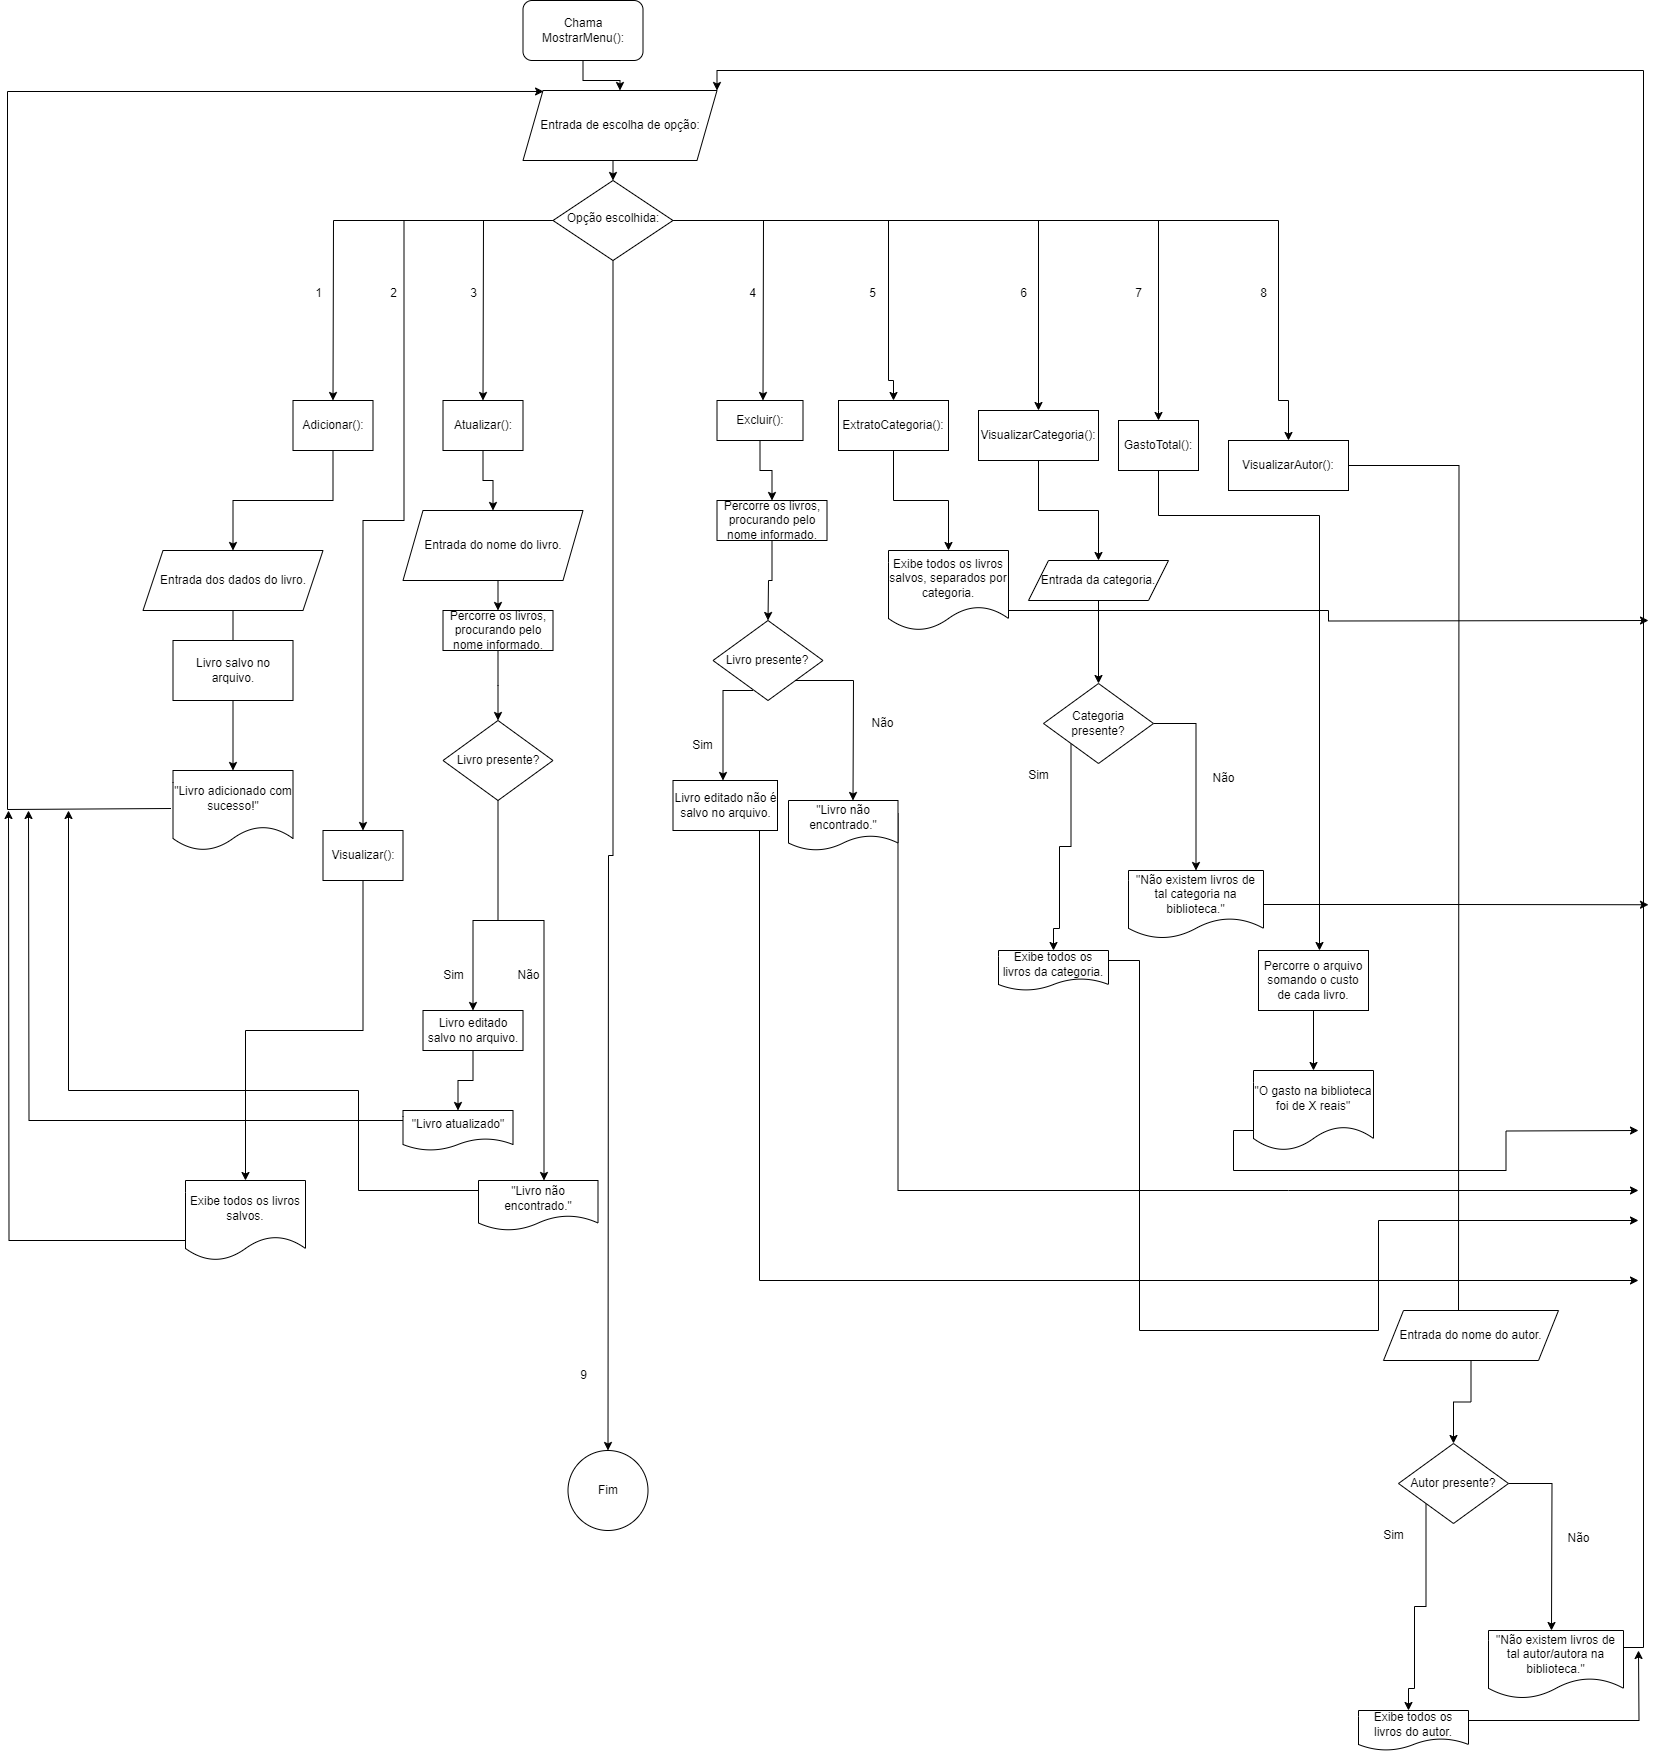 Chama
MostrarMenu():
Entrada de escolha de opção:
Opção escolhida:
1
2
3
4
5
6
7
8
Adicionar():
Atualizar():
Excluir():
ExtratoCategoria():
VisualizarCategoria():
GastoTotal():
VisualizarAutor():
Percorre os livros,
procurando pelo
nome informado.
Entrada do nome do livro.
Entrada dos dados do livro.
Exibe todos os livros
salvos, separados por
categoria.
Entrada da categoria.
Percorre os livros,
procurando pelo
nome informado.
Livro salvo no
arquivo.
Livro presente?
Categoria
presente?
Não
Sim
Livro presente?
Sim
Não
"Livro adicionado com
sucesso!"
Livro editado não é
salvo no arquivo.
"Livro não
encontrado."
Visualizar():
"Não existem livros de
tal categoria na
biblioteca."
Sim
Não
Exibe todos os
livros da categoria.
Percorre o arquivo
somando o custo
de cada livro.
Livro editado
salvo no arquivo.
"O gasto na biblioteca
foi de X reais"
"Livro atualizado"
Exibe todos os livros
salvos.
"Livro não
encontrado."
Entrada do nome do autor.
9
Fim
Autor presente?
Sim
Não
"Não existem livros de
tal autor/autora na
biblioteca."
Exibe todos os
livros do autor.